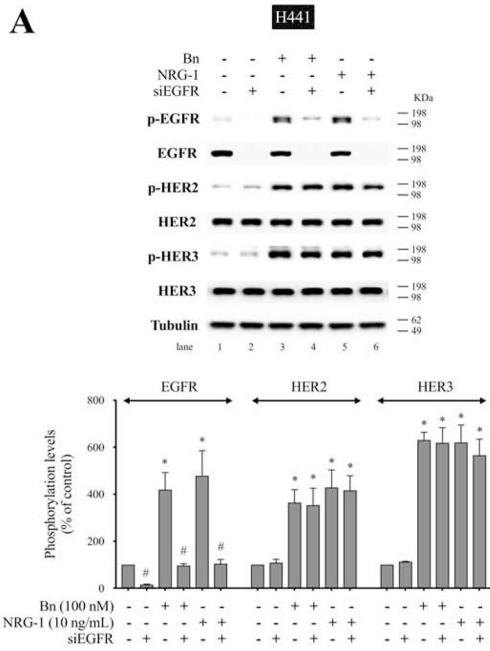 A
H441
Bn - - + + - -
NRG-1 - - - - + +
siEGFR - + - + - +
KDa
p-EGFR 198 98
EGFR 198 98
p-HER2 198 98
HER2 198 98
p-HER3 198 98
HER3 198 98
Tubulin 62 49
lane 1 2 3 4 5 6
EGFR HER2 HER3
Phosphorylation levels
(% of control)
800
600
400
200
0
* * * * * * * * * *
# # #
Bn (100 nM) - - + + - - - - + + - - - - + + - -
NRG-1 (10 ng/mL) - - - - + + - - - - + + - - - - + +
siEGFR - + - + - + - + - + - + - + - + - +